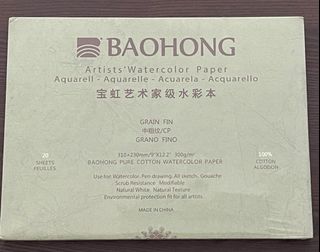 BAOHONG
Artists' Watercolor Paper
Aquarell - Aquarelle - Acuarela - Acquarello
宝虹艺术家级水彩本
GRAIN FIN
中粗纹/CP
GRANO FINO
20
SHEETS
FEUILLES
310×230mm/9"X12.2" 300g/m²
BAOHONG PURE COTTON WATERCOLOR PAPER
100%
COTTON
ALGODON
Use for: Watercolor, Pen drawing, All sketch, Gouache
Scrub Resistance Modifiable
Natural White, Natural Texture
Environmental protection fit for all artists
MADE IN CHINA